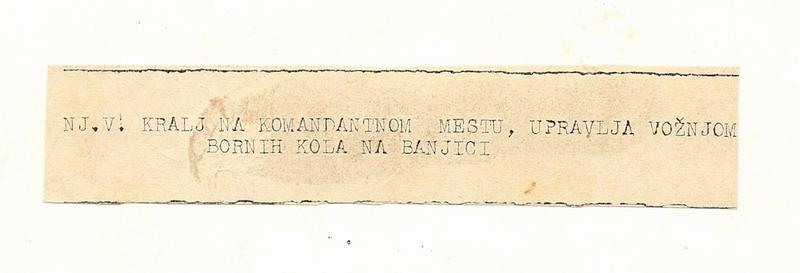 NJ.V. KRALJ NA KOMANDANTNOM MESTU, UPRAVLJA VOŽNJOM
BORNIH KOLA NA BANJICI